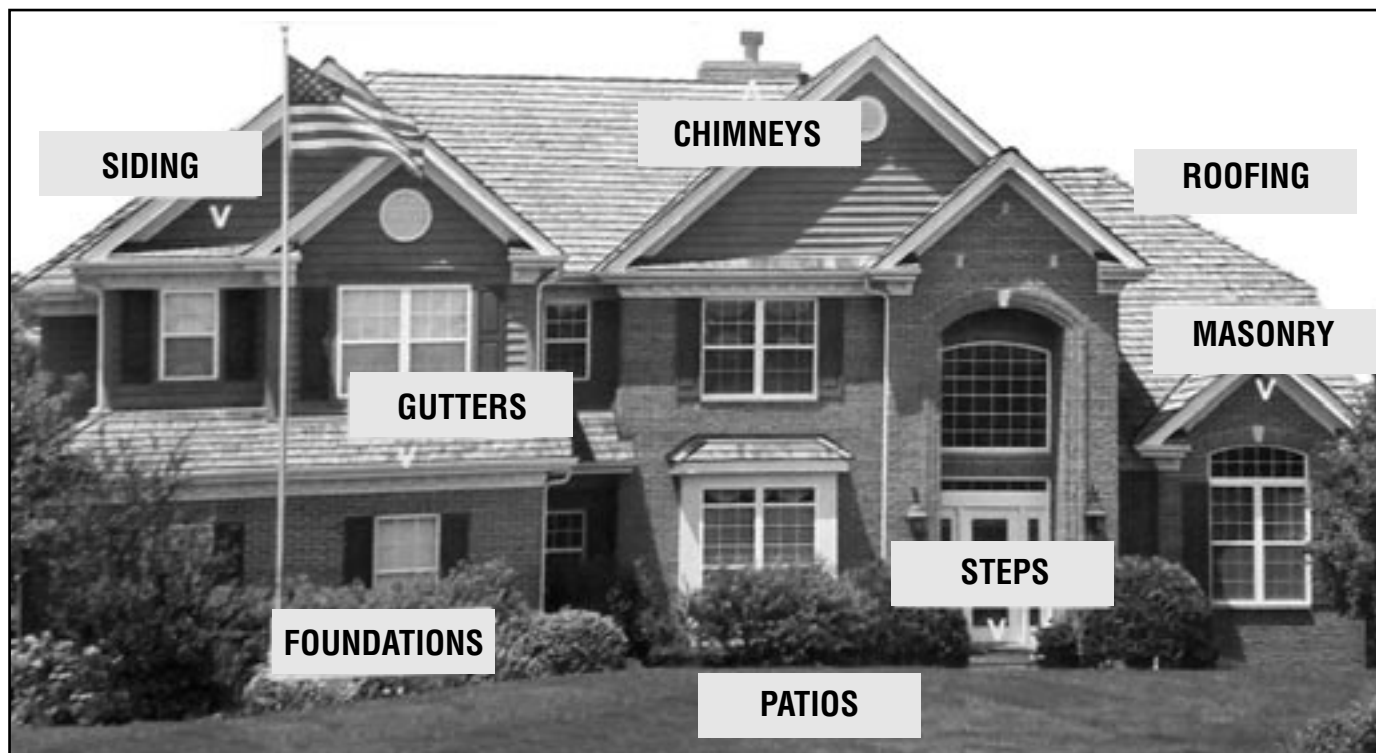 CHIMNEYS
SIDING
ROOFING
MASONRY
GUTTERS
STEPS
FOUNDATIONS
PATIOS